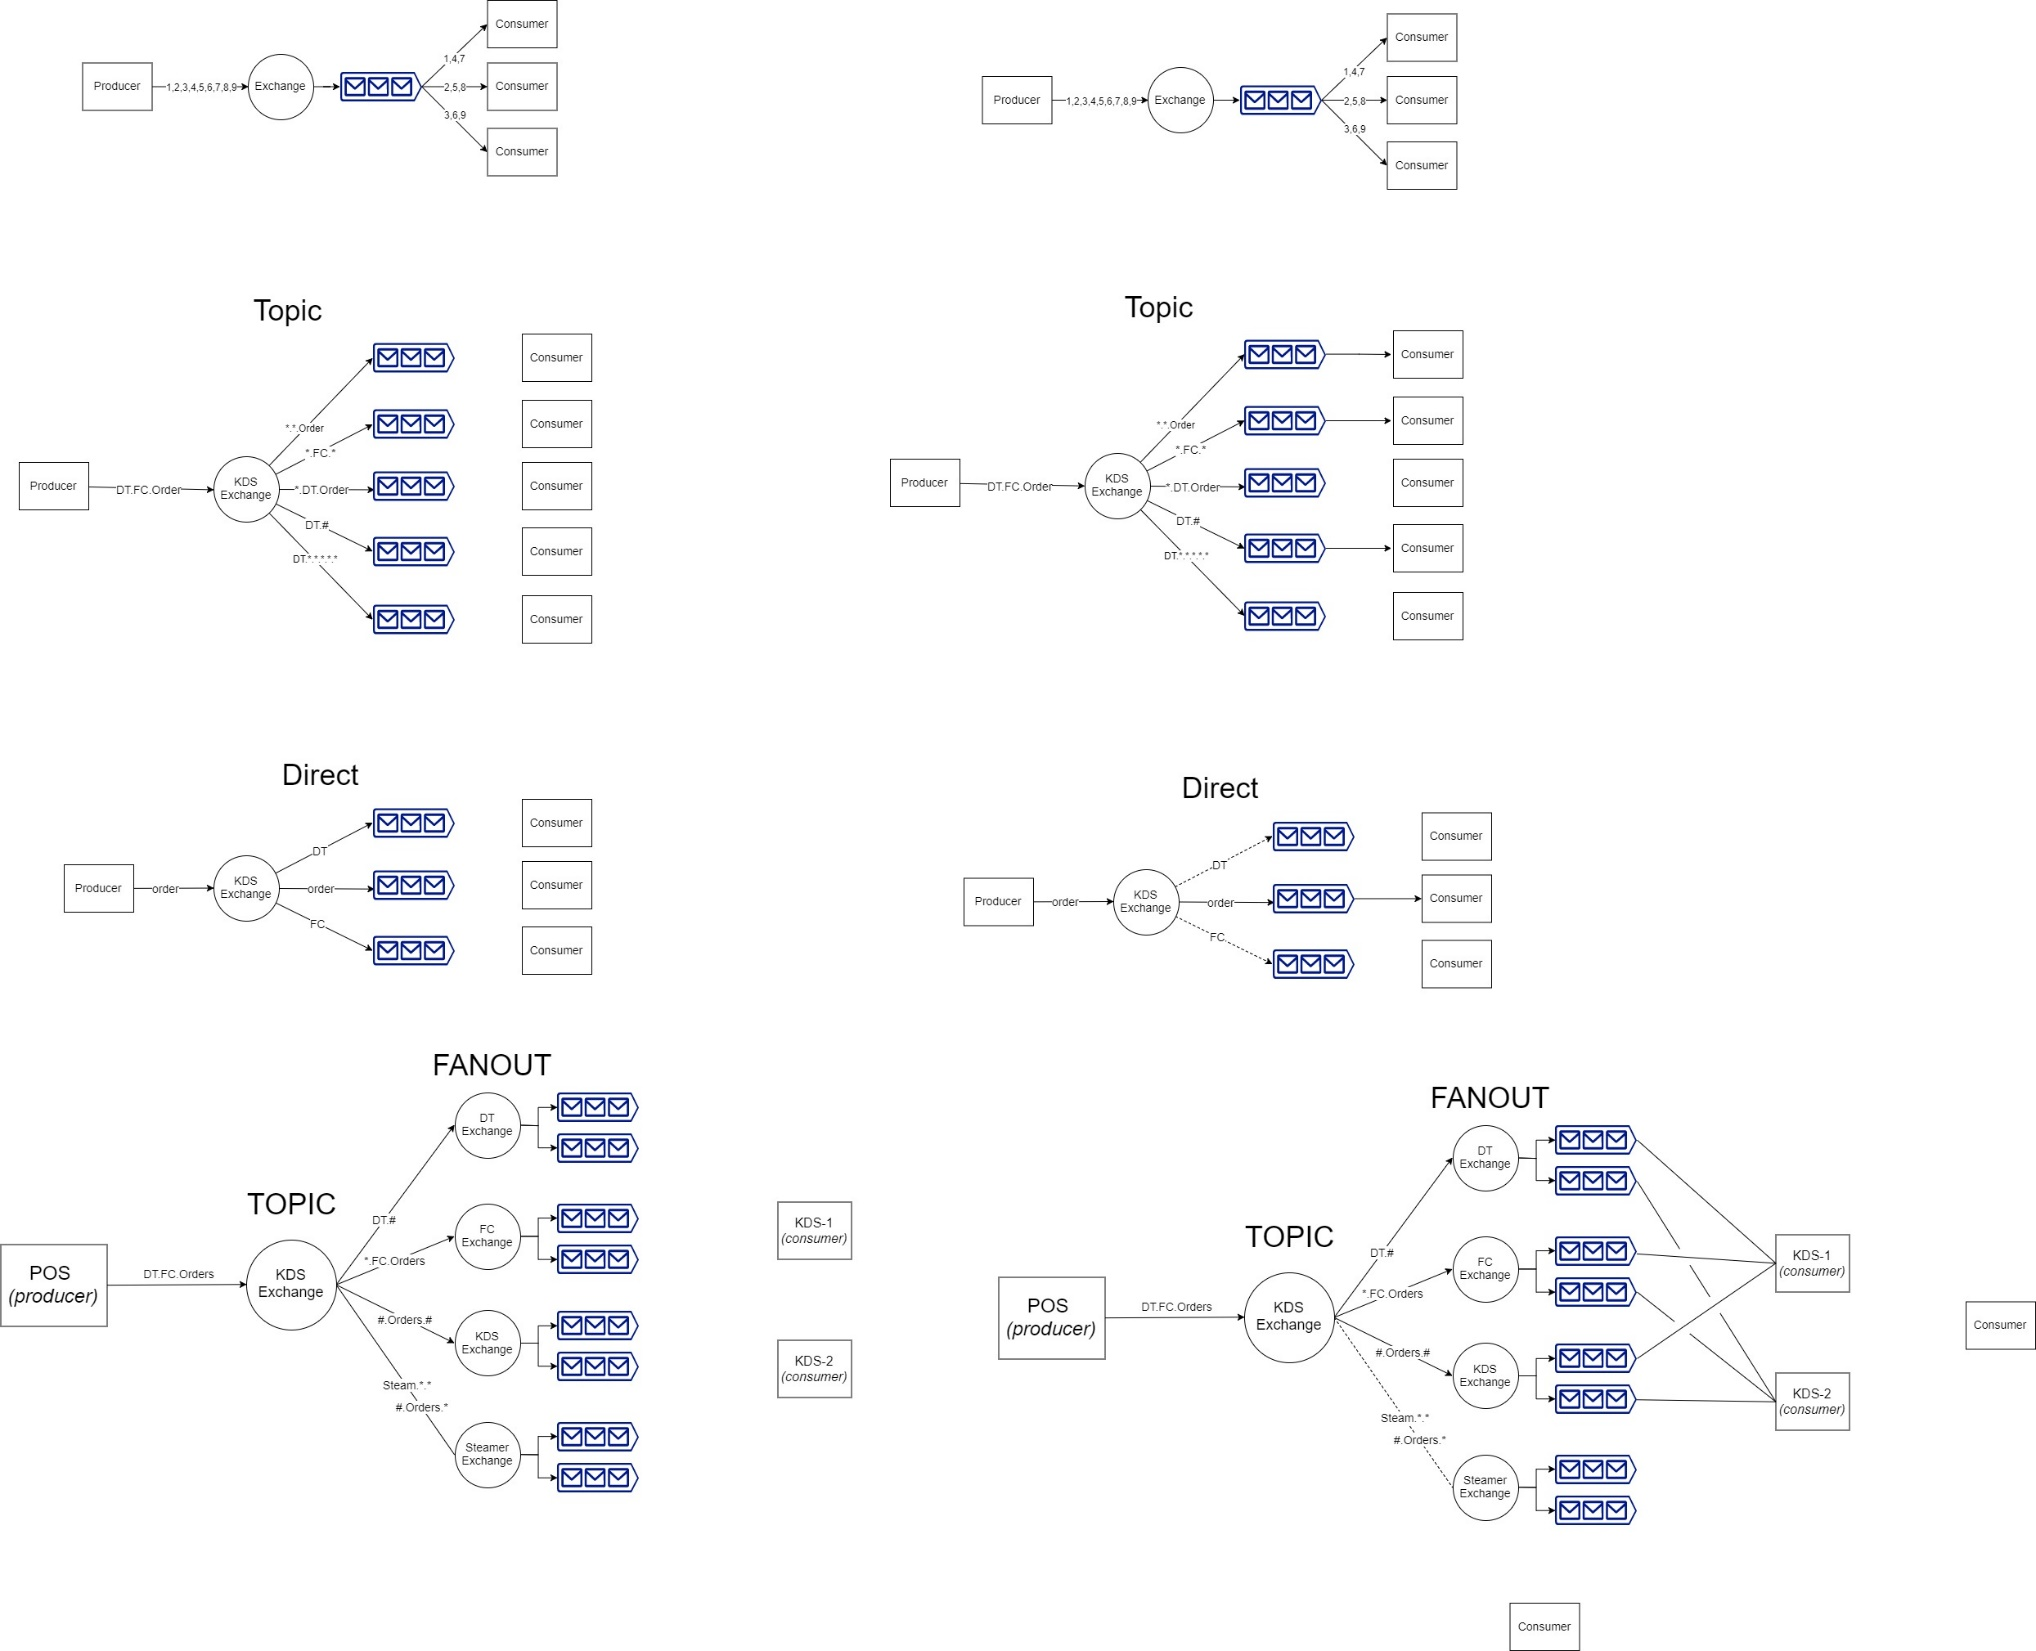 Consumer
1,4,7
Producer
1,2,3,4,5,6,7,8,9
Exchange
2,5,8
Consumer
3,6,9
Consumer
Consumer
1,4,7
Producer
1,2,3,4,5,6,7,8,9
Exchange
2,5,8
Consumer
3,6,9
Consumer
Topic
Consumer
*.*.Order
Consumer
*.FC.*
Producer
DT.FC.Order
KDS
Exchange
*.DT.Order
Consumer
DT.#
Consumer
DT.*.*.*.*.*
Consumer
Topic
Consumer
*.*.Order
Consumer
*.FC.*
Producer
DT.FC.Order
KDS
Exchange
*.DT.Order
Consumer
DT.#
Consumer
DT.*.*.*.*.*
Consumer
Direct
Consumer
DT
Producer
order
KDS
Exchange
order
Consumer
FC
Consumer
Direct
Consumer
DT
Producer
order
KDS
Exchange
order
Consumer
FC
Consumer
FANOUT
DT
Exchange
TOPIC
DT.#
FC
Exchange
*.FC.Orders
KDS-1
(consumer)
POS
(producer)
DT.FC.Orders
KDS
Exchange
#.Orders.#
KDS
Exchange
KDS-2
(consumer)
Steam.*.*
#.Orders.*
Steamer
Exchange
FANOUT
DT
Exchange
TOPIC
DT.#
FC
Exchange
*.FC.Orders
KDS-1
(consumer)
POS
(producer)
DT.FC.Orders
KDS
Exchange
#.Orders.#
KDS
Exchange
KDS-2
(consumer)
Steam.*.*
#.Orders.*
Steamer
Exchange
Consumer
Consumer